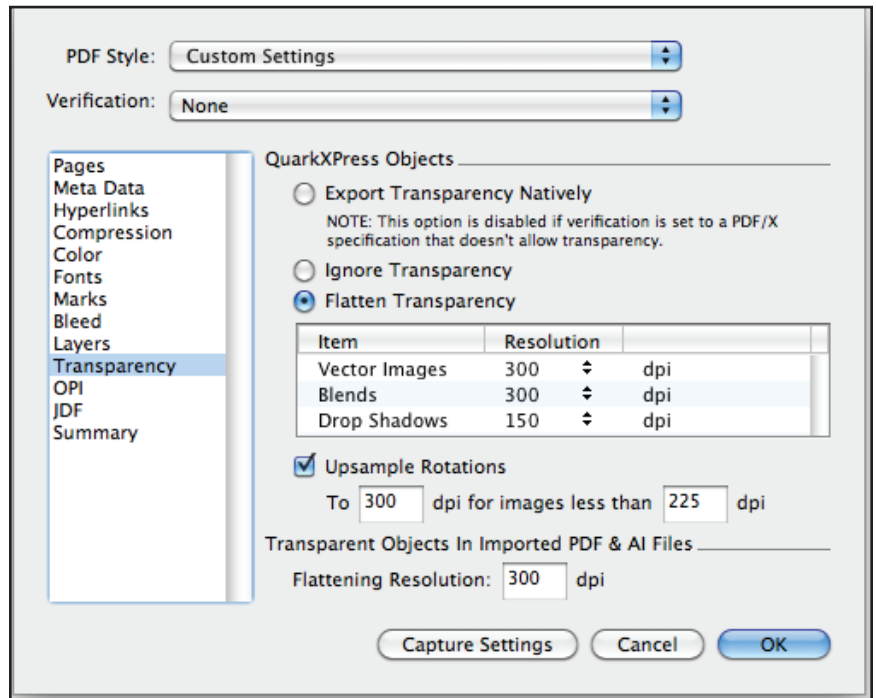 PDF Style: Custom Settings
Verification: None
Pages
Meta Data
Hyperlinks
Compression
Color
Fonts
Marks
Bleed
Layers
Transparency
OPI
JDF
Summary
QuarkXPress Objects
Export Transparency Natively
NOTE: This option is disabled if verification is set to a PDF/X
specification that doesn't allow transparency.
Ignore Transparency
Flatten Transparency
Item Resolution
Vector Images 300 dpi
Blends 300 dpi
Drop Shadows 150 dpi
Upsample Rotations
To 300 dpi for images less than 225 dpi
Transparent Objects In Imported PDF & AI Files
Flattening Resolution: 300 dpi
Capture Settings Cancel OK